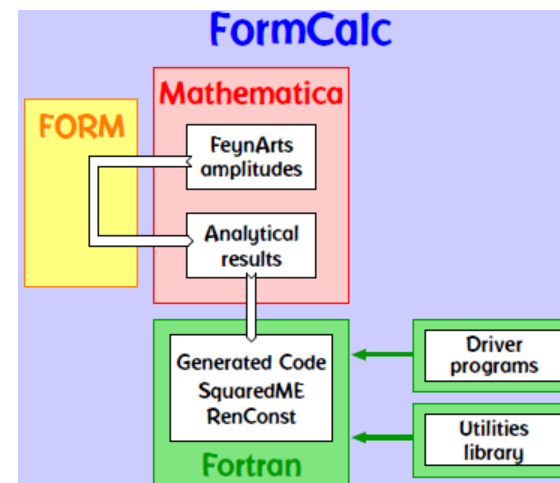 FormCalc
Mathematica
FORM
FeynArts
amplitudes
Analytical
results
Generated Code
SquaredME
RenConst
Fortran
Driver
programs
Utilities
library